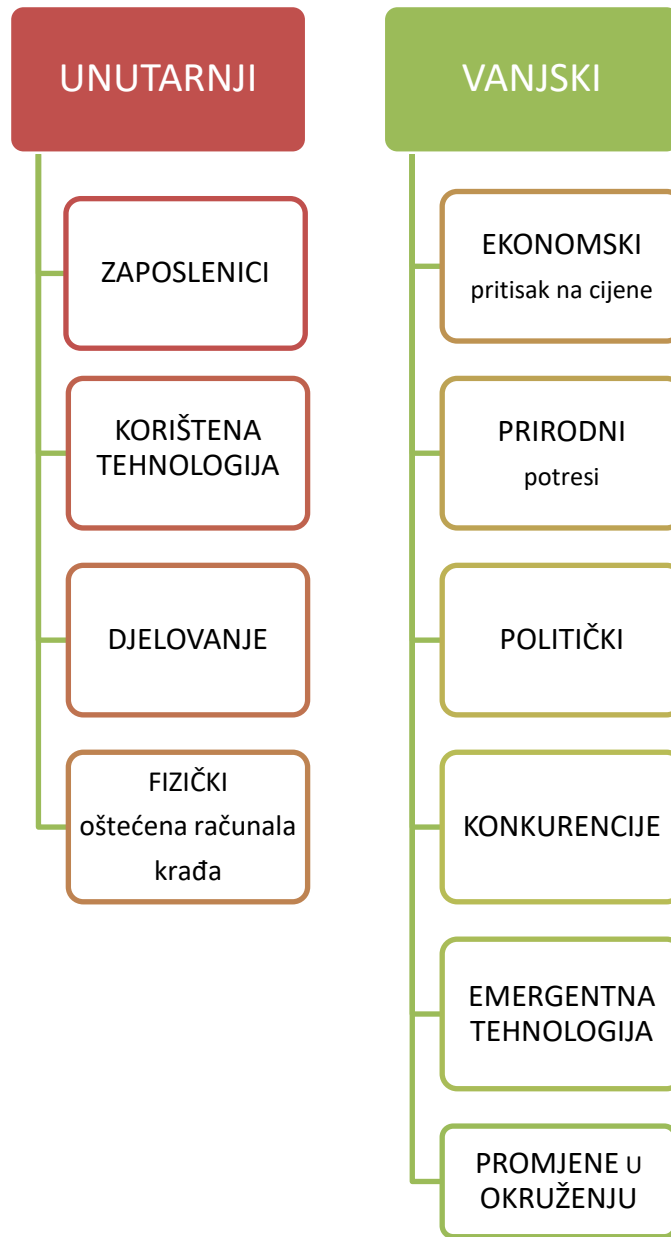 UNUTARNJI
ZAPOSLENICI
KORIŠTENA
TEHNOLOGIJA
DJELOVANJE
FIZIČKI
oštećena računala
krađa
VANJSKI
EKONOMSKI
pritisak na cijene
PRIRODNI
potresi
POLITIČKI
KONKURENCIJE
EMERGENTNA
TEHNOLOGIJA
PROMJENE U
OKRUŽENJU